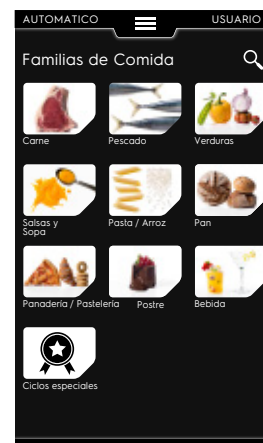 AUTOMATICO USUARIO
Familias de Comida
Carne Pescado Verduras
Salsas y
Sopa
Pasta / Arroz Pan
Panadería / Pastelería Postre Bebida
Ciclos especiales